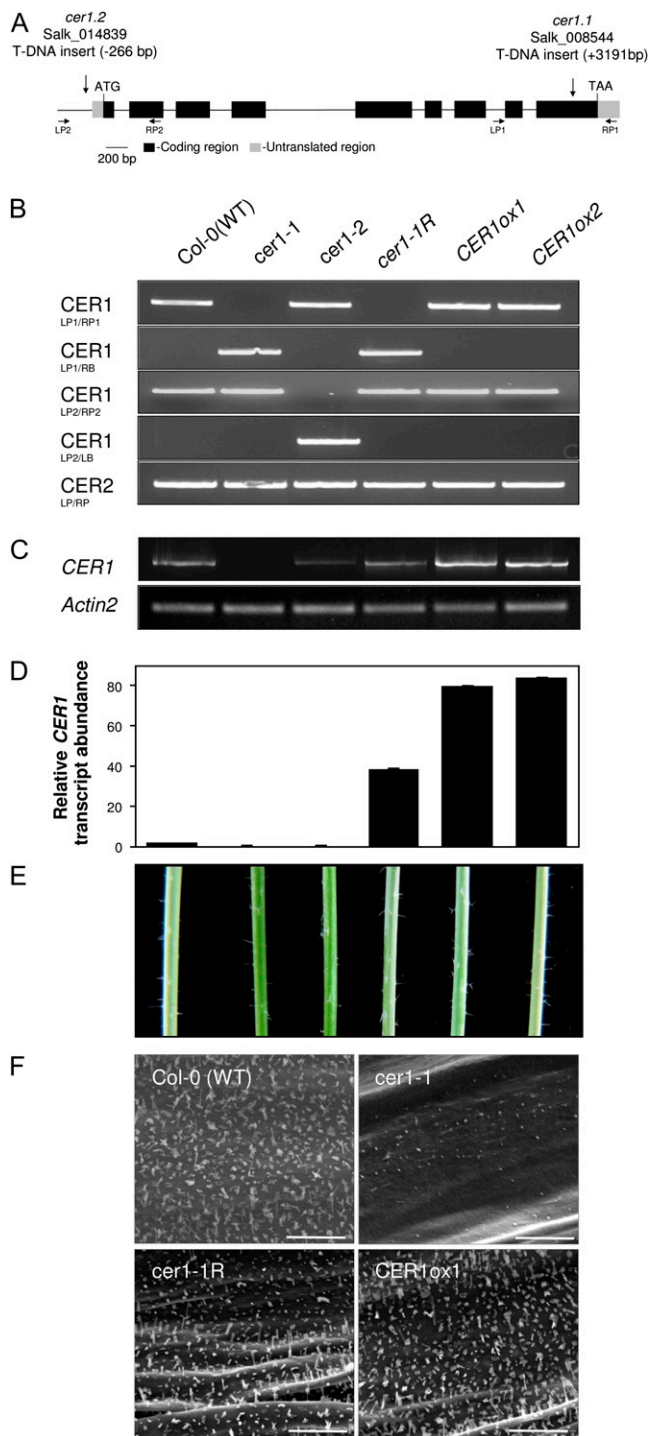 A
cer1.2
Salk_014839
T-DNA insert (-266 bp)
cer1.1
Salk_008544
T-DNA insert (+3191bp)
ATG
TAA
LP2
RP2
LP1
RP1
200 bp
-Coding region
-Untranslated region
B
Col-0(WT)
cer1-1
cer1-2
cer1-1R
CER1ox1
CER1ox2
CER1
LP1/RP1
CER1
LP1/RB
CER1
LP2/RP2
CER1
LP2/LB
CER2
LP/RP
C
CER1
Actin2
D
Relative CER1
transcript abundance
80
60
40
20
0
E
F
Col-0 (WT)
cer1-1
cer1-1R
CER1ox1